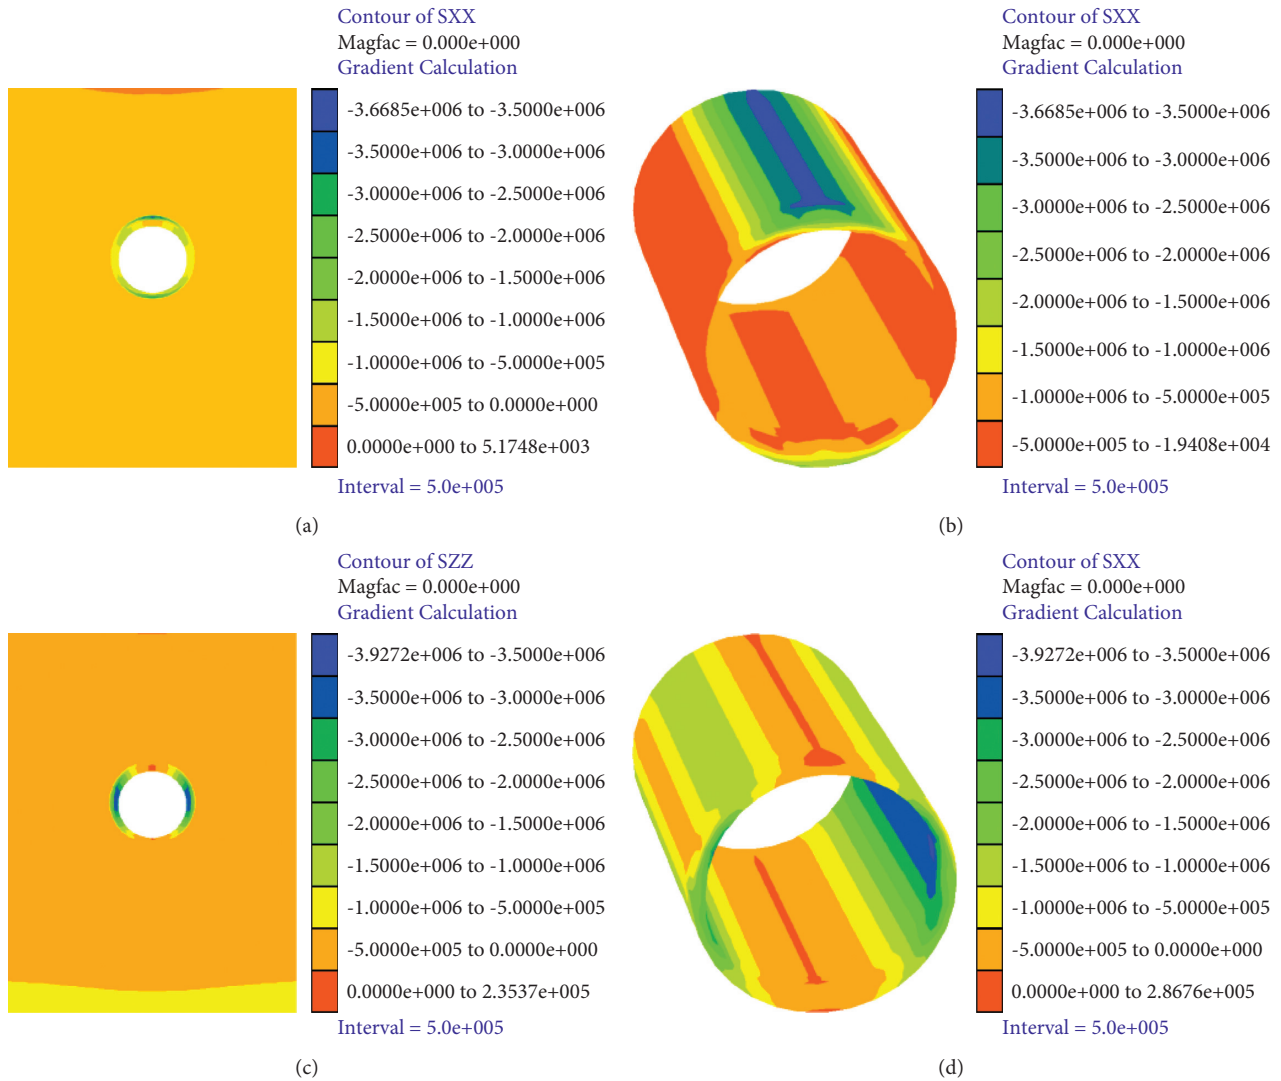 Contour of SXX
Magfac = 0.000e+000
Gradient Calculation
-3.6685e+006 to -3.5000e+006
-3.5000e+006 to -3.0000e+006
-3.0000e+006 to -2.5000e+006
-2.5000e+006 to -2.0000e+006
-2.0000e+006 to -1.5000e+006
-1.5000e+006 to -1.0000e+006
-1.0000e+006 to -5.0000e+005
-5.0000e+005 to 0.0000e+000
0.0000e+000 to 5.1748e+003
Interval = 5.0e+005
(a)
Contour of SXX
Magfac = 0.000e+000
Gradient Calculation
-3.6685e+006 to -3.5000e+006
-3.5000e+006 to -3.0000e+006
-3.0000e+006 to -2.5000e+006
-2.5000e+006 to -2.0000e+006
-2.0000e+006 to -1.5000e+006
-1.5000e+006 to -1.0000e+006
-1.0000e+006 to -5.0000e+005
-5.0000e+005 to -1.9408e+004
Interval = 5.0e+005
(b)
Contour of SZZ
Magfac = 0.000e+000
Gradient Calculation
-3.9272e+006 to -3.5000e+006
-3.5000e+006 to -3.0000e+006
-3.0000e+006 to -2.5000e+006
-2.5000e+006 to -2.0000e+006
-2.0000e+006 to -1.5000e+006
-1.5000e+006 to -1.0000e+006
-1.0000e+006 to -5.0000e+005
-5.0000e+005 to 0.0000e+000
0.0000e+000 to 2.3537e+005
Interval = 5.0e+005
(c)
Contour of SXX
Magfac = 0.000e+000
Gradient Calculation
-3.9272e+006 to -3.5000e+006
-3.5000e+006 to -3.0000e+006
-3.0000e+006 to -2.5000e+006
-2.5000e+006 to -2.0000e+006
-2.0000e+006 to -1.5000e+006
-1.5000e+006 to -1.0000e+006
-1.0000e+006 to -5.0000e+005
-5.0000e+005 to 0.0000e+000
0.0000e+000 to 2.8676e+005
Interval = 5.0e+005
(d)